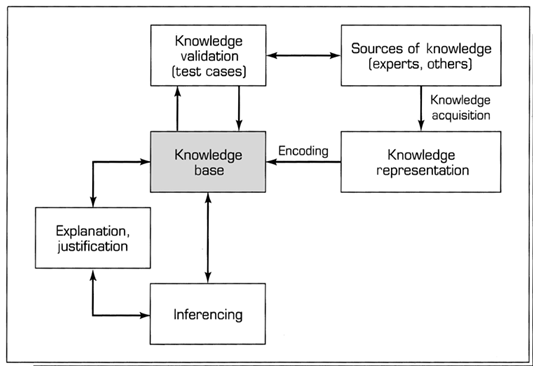 Knowledge
validation
(test cases)
Sources of knowledge
(experts, others)
Knowledge
acquisition
Knowledge
base
Encoding
Knowledge
representation
Explanation,
justification
Inferencing